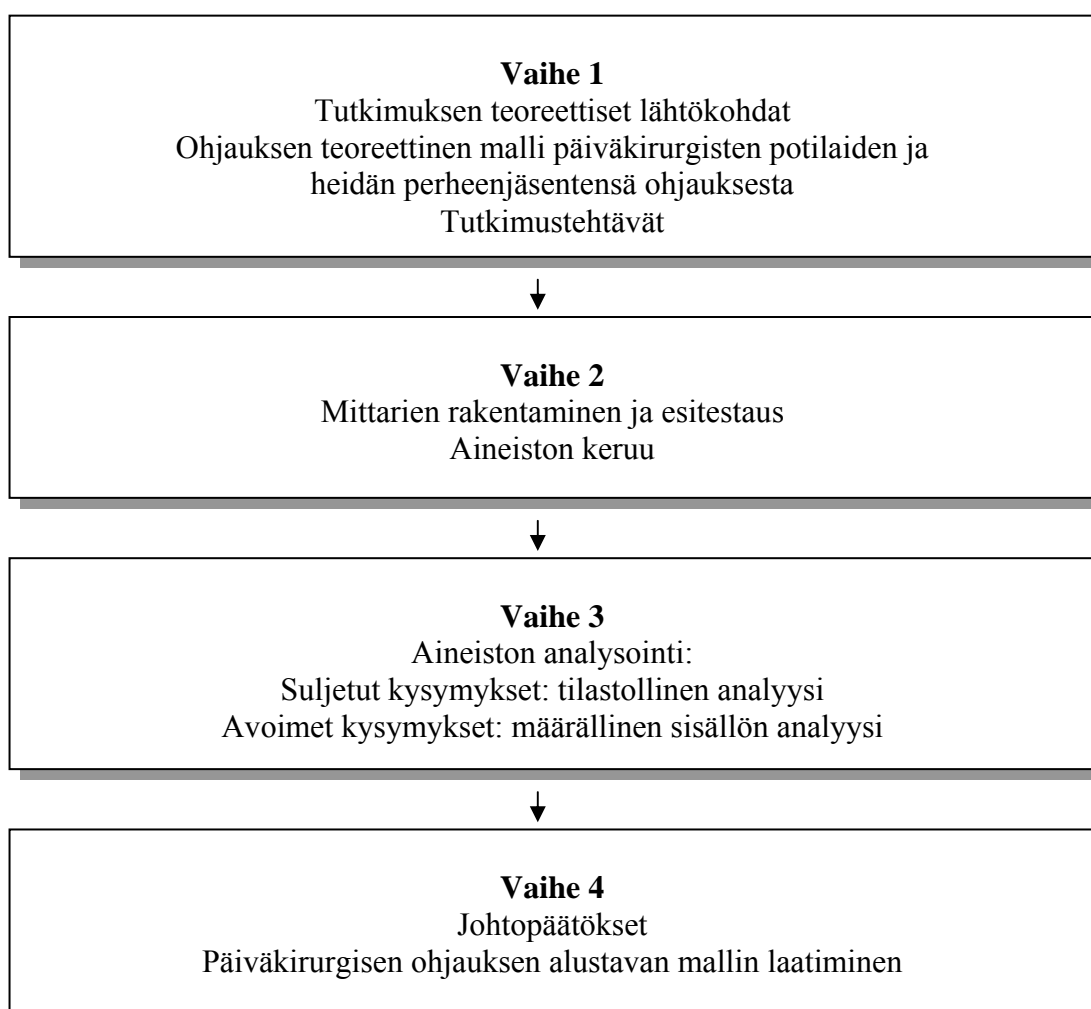 Vaihe 1
Tutkimuksen teoreettiset lähtökohdat
Ohjauksen teoreettinen malli päiväkirurgisten potilaiden ja
heidän perheenjäsentensä ohjauksesta
Tutkimustehtävät
Vaihe 2
Mittarien rakentaminen ja esitestaus
Aineiston keruu
Vaihe 3
Aineiston analysointi:
Suljetut kysymykset: tilastollinen analyysi
Avoimet kysymykset: määrällinen sisällön analyysi
Vaihe 4
Johtopäätökset
Päiväkirurgisen ohjauksen alustavan mallin laatiminen